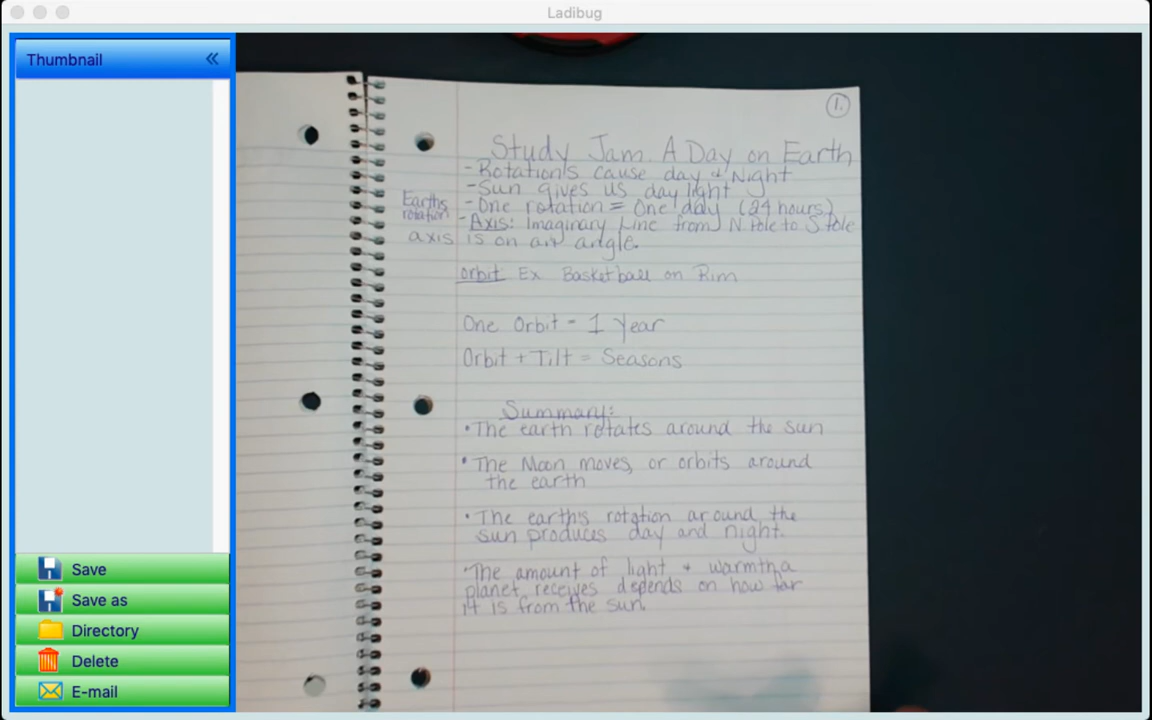 Ladibug
Thumbnail
«
Save
Save as
Directory
Delete
E-mail
1.
Study Jam. A Day on Earth
- Rotations cause day + Night
- Sun gives us day light
- One rotation = One day (24 hours)
Earths
rotation
- Axis: Imaginary Line from N Pole to S Pole
axis is on an angle.
orbit: Ex Basketball on Rim
One Orbit - 1 Year
Orbit + Tilt = Seasons
Summary:
• The earth rotates around the sun
• The Moon moves, or orbits around
the earth
• The earth's rotation around the
sun produces day and night.
• The amount of light + warmth a
planet receives depends on how far
it is from the sun.